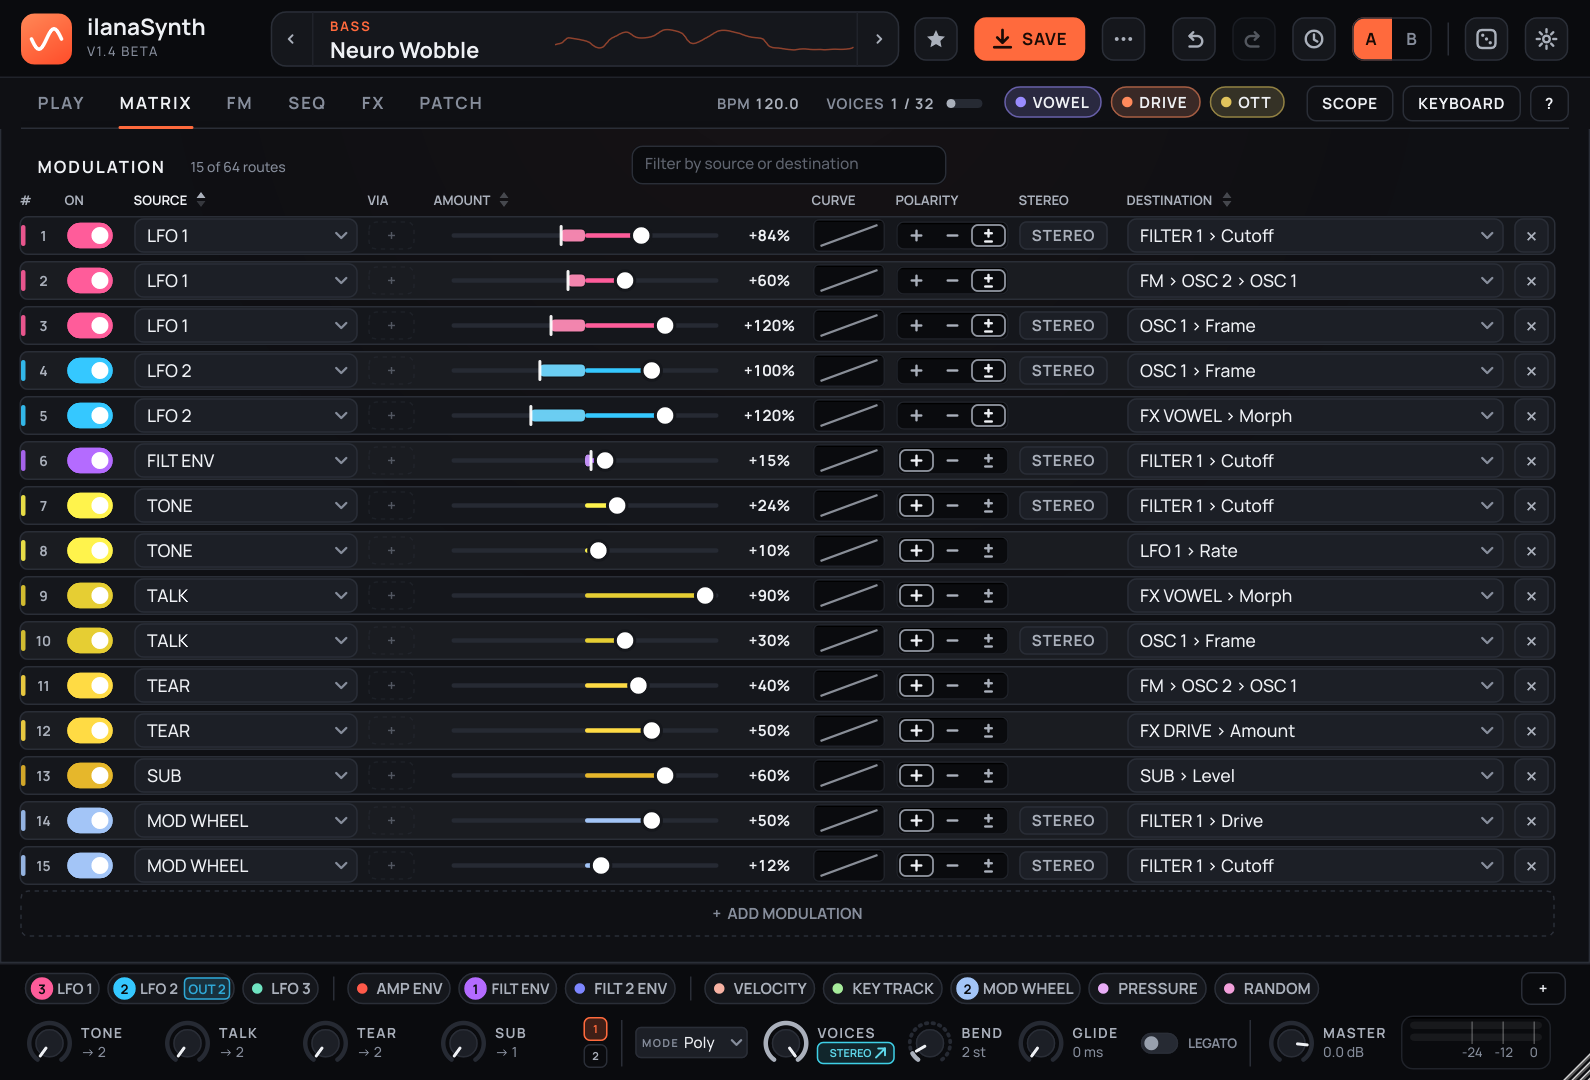 ilanaSynth
V1.4 BETA
BASS
Neuro Wobble
SAVE
A B
PLAY MATRIX FM SEQ FX PATCH
BPM 120.0 VOICES 1 / 32
VOWEL DRIVE OTT SCOPE KEYBOARD ?
MODULATION 15 of 64 routes Filter by source or destination
# ON SOURCE VIA AMOUNT CURVE POLARITY STEREO DESTINATION
1 LFO 1 + +84% + − ± STEREO FILTER 1 › Cutoff ×
2 LFO 1 + +60% + − ± FM › OSC 2 › OSC 1 ×
3 LFO 1 + +120% + − ± STEREO OSC 1 › Frame ×
4 LFO 2 + +100% + − ± STEREO OSC 1 › Frame ×
5 LFO 2 + +120% + − ± FX VOWEL › Morph ×
6 FILT ENV + +15% + − ± STEREO FILTER 1 › Cutoff ×
7 TONE + +24% + − ± STEREO FILTER 1 › Cutoff ×
8 TONE + +10% + − ± LFO 1 › Rate ×
9 TALK + +90% + − ± FX VOWEL › Morph ×
10 TALK + +30% + − ± STEREO OSC 1 › Frame ×
11 TEAR + +40% + − ± FM › OSC 2 › OSC 1 ×
12 TEAR + +50% + − ± FX DRIVE › Amount ×
13 SUB + +60% + − ± SUB › Level ×
14 MOD WHEEL + +50% + − ± STEREO FILTER 1 › Drive ×
15 MOD WHEEL + +12% + − ± STEREO FILTER 1 › Cutoff ×
+ ADD MODULATION
3 LFO 1 2 LFO 2 OUT 2 LFO 3 AMP ENV 1 FILT ENV FILT 2 ENV VELOCITY KEY TRACK 2 MOD WHEEL PRESSURE RANDOM +
TONE
→ 2
TALK
→ 2
TEAR
→ 2
SUB
→ 1
1
2
MODE Poly
VOICES
STEREO ↗
BEND
2 st
GLIDE
0 ms
LEGATO
MASTER
0.0 dB
-24 -12 0